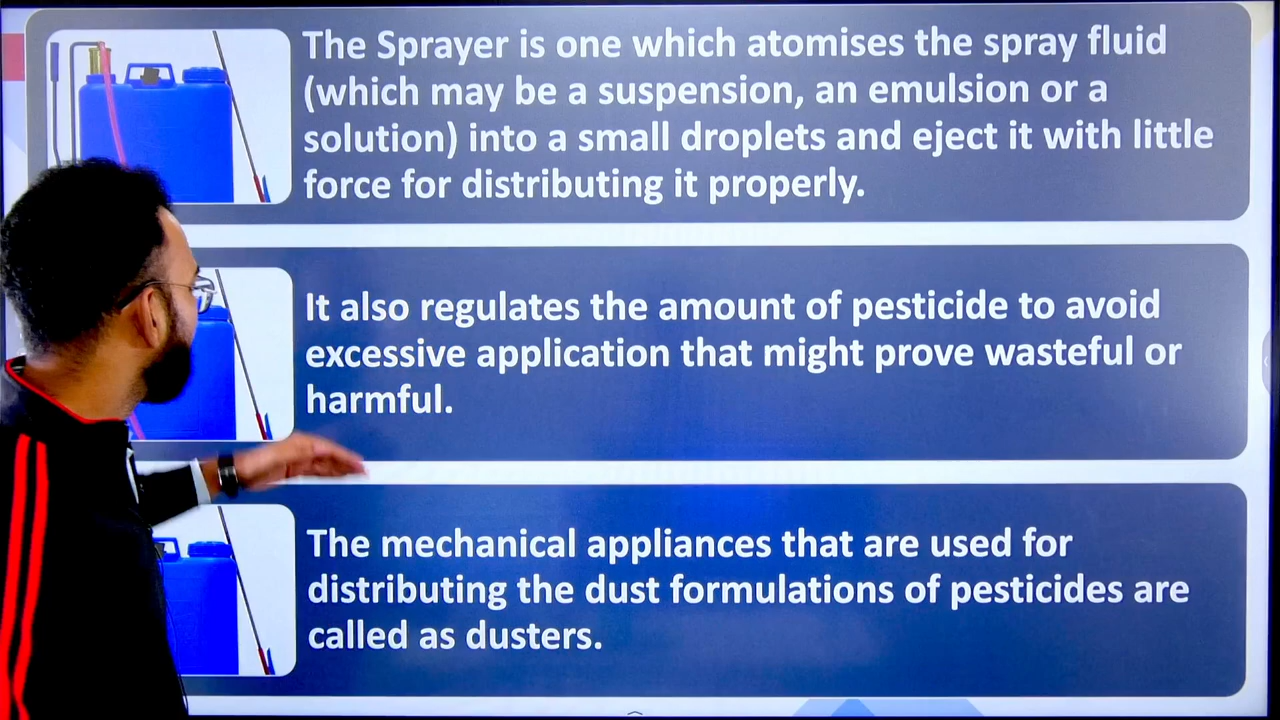 The Sprayer is one which atomises the spray fluid
(which may be a suspension, an emulsion or a
solution) into a small droplets and eject it with little
force for distributing it properly.
It also regulates the amount of pesticide to avoid
excessive application that might prove wasteful or
harmful.
The mechanical appliances that are used for
distributing the dust formulations of pesticides are
called as dusters.